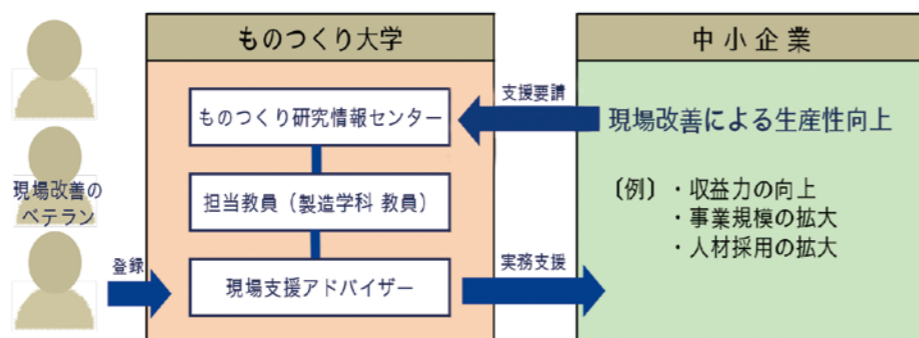 現場改善の
ベテラン
登録
ものつくり大学
ものつくり研究情報センター
担当教員（製造学科 教員）
現場支援アドバイザー
支援要請
実務支援
中小企業
現場改善による生産性向上
〔例〕・収益力の向上
・事業規模の拡大
・人材採用の拡大